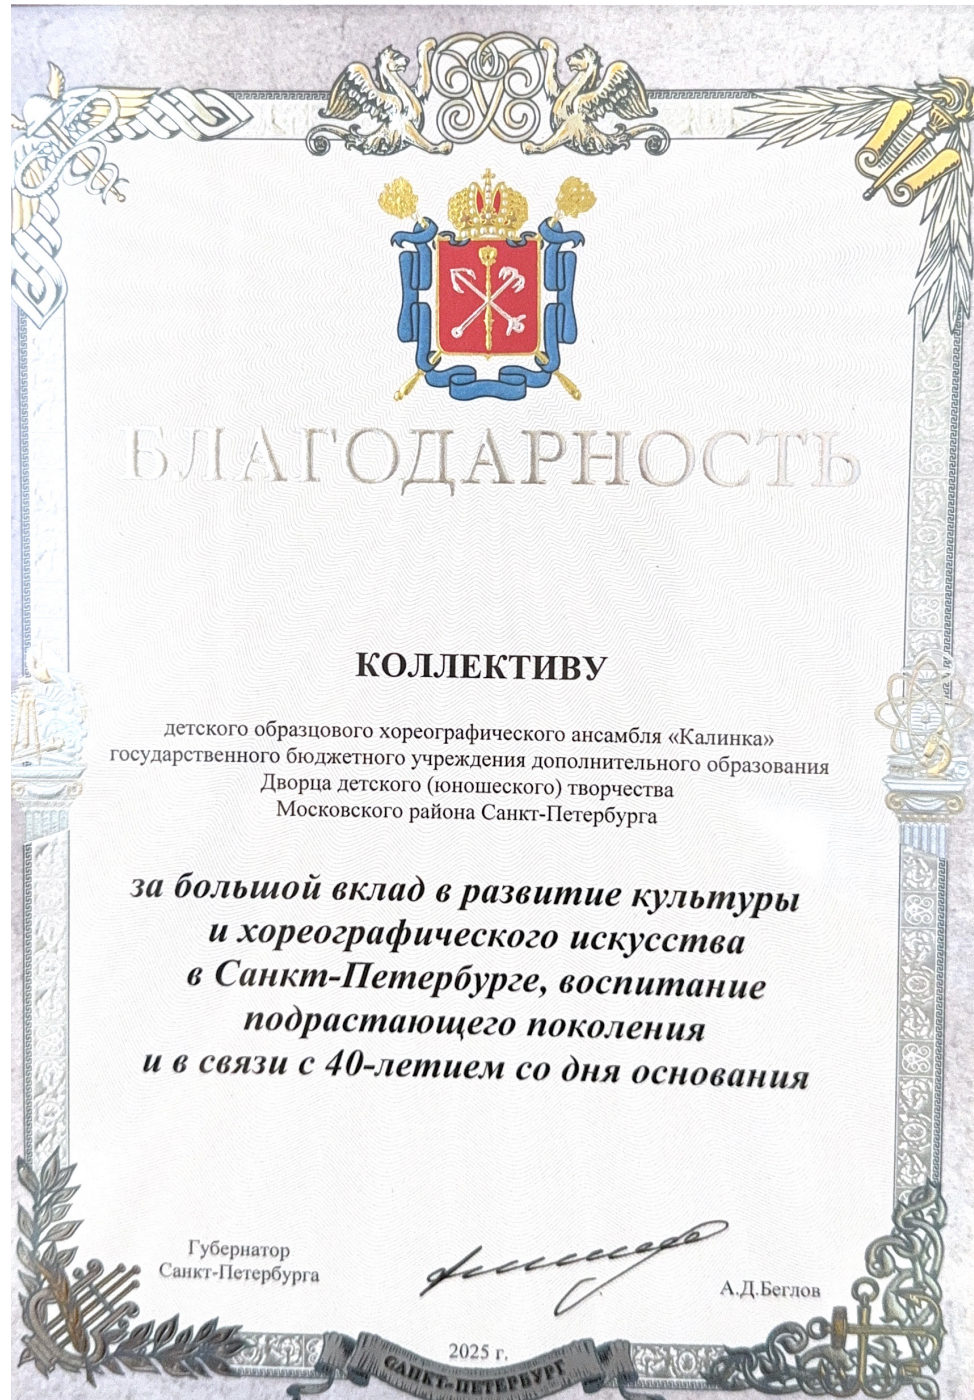 БЛАГОДАРНОСТЬ
КОЛЛЕКТИВУ
детского образцового хореографического ансамбля «Калинка»
государственного бюджетного учреждения дополнительного образования
Дворца детского (юношеского) творчества
Московского района Санкт-Петербурга
за большой вклад в развитие культуры
и хореографического искусства
в Санкт-Петербурге, воспитание
подрастающего поколения
и в связи с 40-летием со дня основания
Губернатор
Санкт-Петербурга
А.Д.Беглов
2025 г.
САНКТ-ПЕТЕРБУРГ